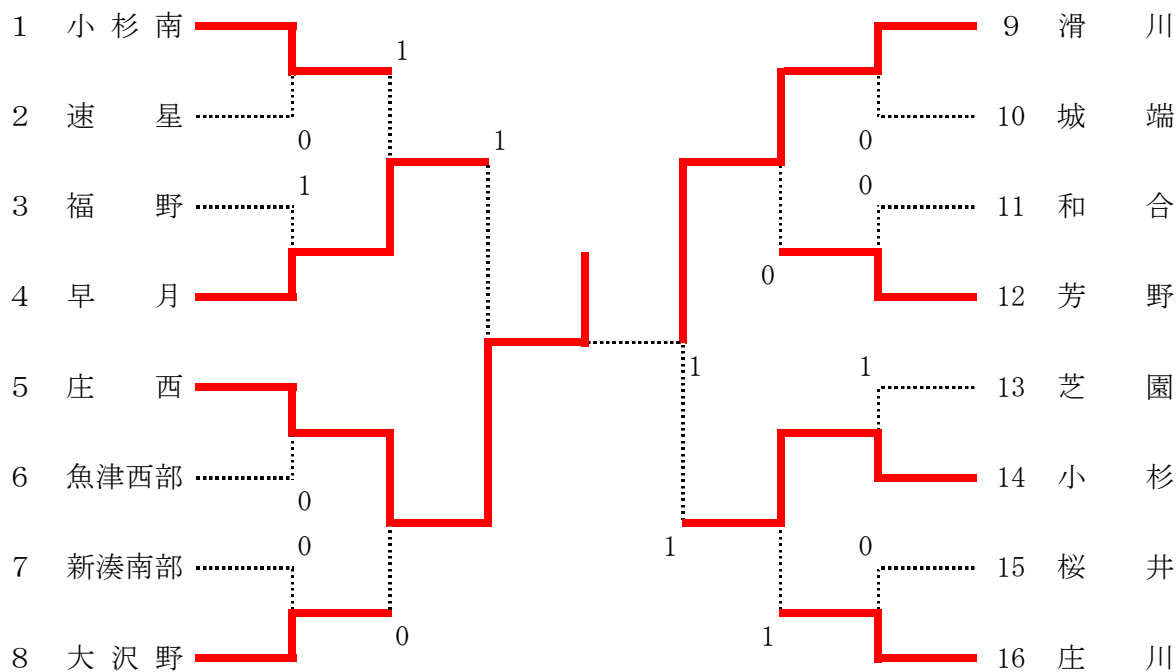 1 小杉南
9 滑川
1
2 速星
10 城端
0
1
0
1
0
3 福野
11 和合
4 早月
0
12 芳野
1
1
5 庄西
13 芝園
6 魚津西部
14 小杉
0
0
1
0
7 新湊南部
15 桜井
0
1
8 大沢野
16 庄川